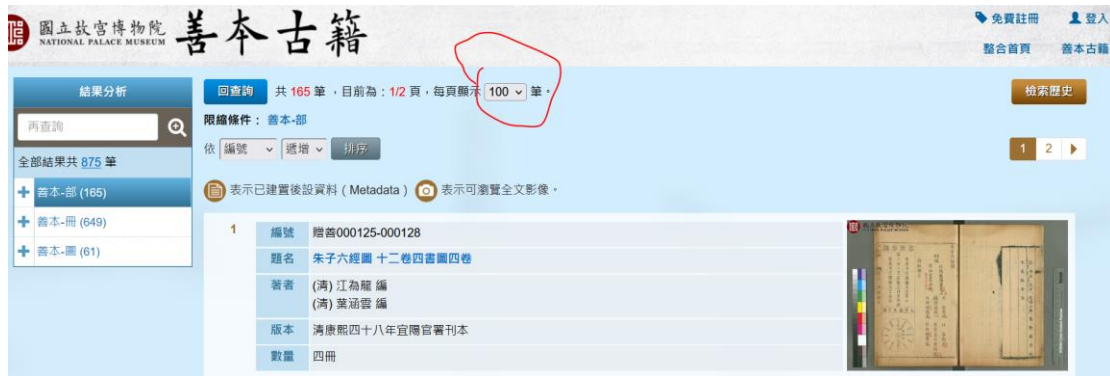 國立故宮博物院
NATIONAL PALACE MUSEUM
善本古籍
免費註冊 登入
整合首頁 善本古籍
結果分析
再查詢
全部結果共 875 筆
善本-部 (165)
善本-冊 (649)
善本-圖 (61)
回查詢 共 165 筆 ,目前為:1/2 頁,每頁顯示 100 筆。
檢索歷史
限縮條件: 善本-部
依 編號 遞增 排序
1 2
表示已建置後設資料 ( Metadata ) 表示可瀏覽全文影像。
1
編號 贈善000125-000128
題名 朱子六經圖 十二卷四書圖四卷
著者 (清) 江為龍 編
(清) 葉涵雲 編
版本 清康熙四十八年宜陽官署刊本
數量 四冊